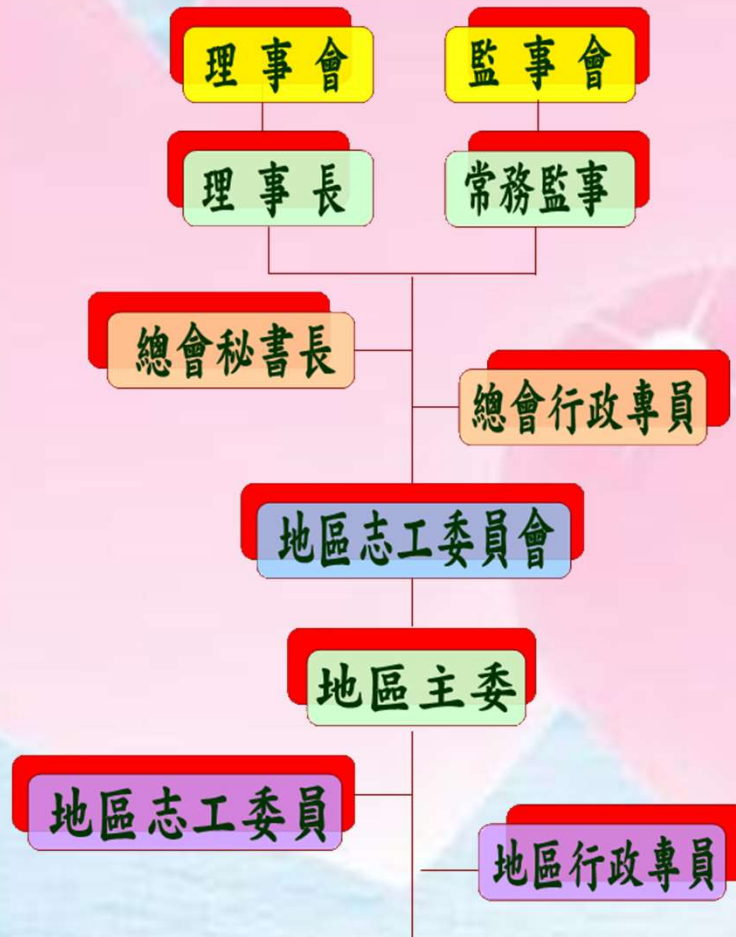 理事會
監事會
理事長
常務監事
總會秘書長
總會行政專員
地區志工委員會
地區主委
地區志工委員
地區行政專員